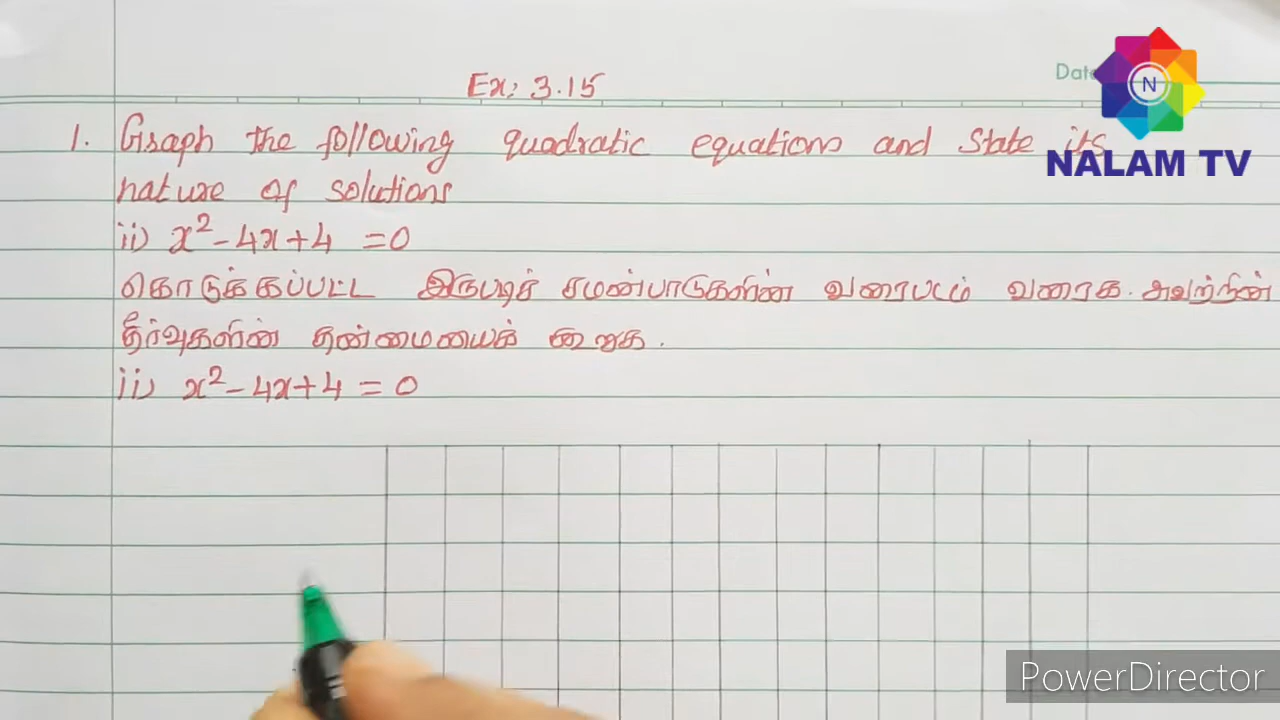 Ex: 3.15
Date
N
NALAM TV
1. Graph the following quadratic equations and State its
nature of solutions
ii) x² - 4x + 4 = 0
கொடுக்கப்பட்ட இருபடிச் சமன்பாடுகளின் வரைபடம் வரைக. அவற்றின்
தீர்வுகளின் தன்மையைக் கூறுக.
ii) x² - 4x + 4 = 0
PowerDirector